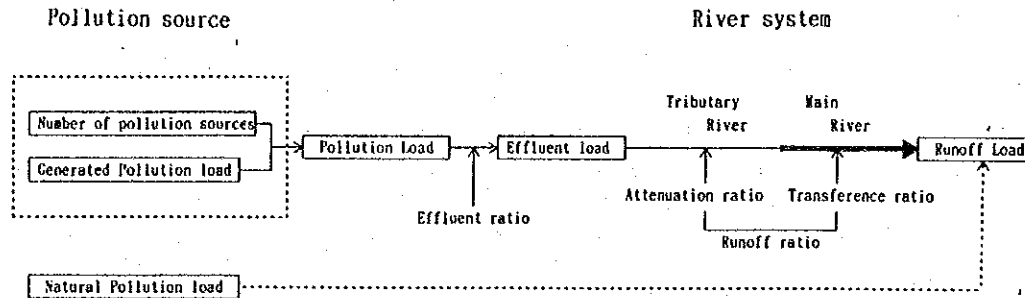 Pollution source
River system
Tributary
River
Main
River
Number of pollution sources
Generated Pollution load
Pollution Load
Effluent load
Runoff Load
Effluent ratio
Attenuation ratio
Transference ratio
Runoff ratio
Natural Pollution load